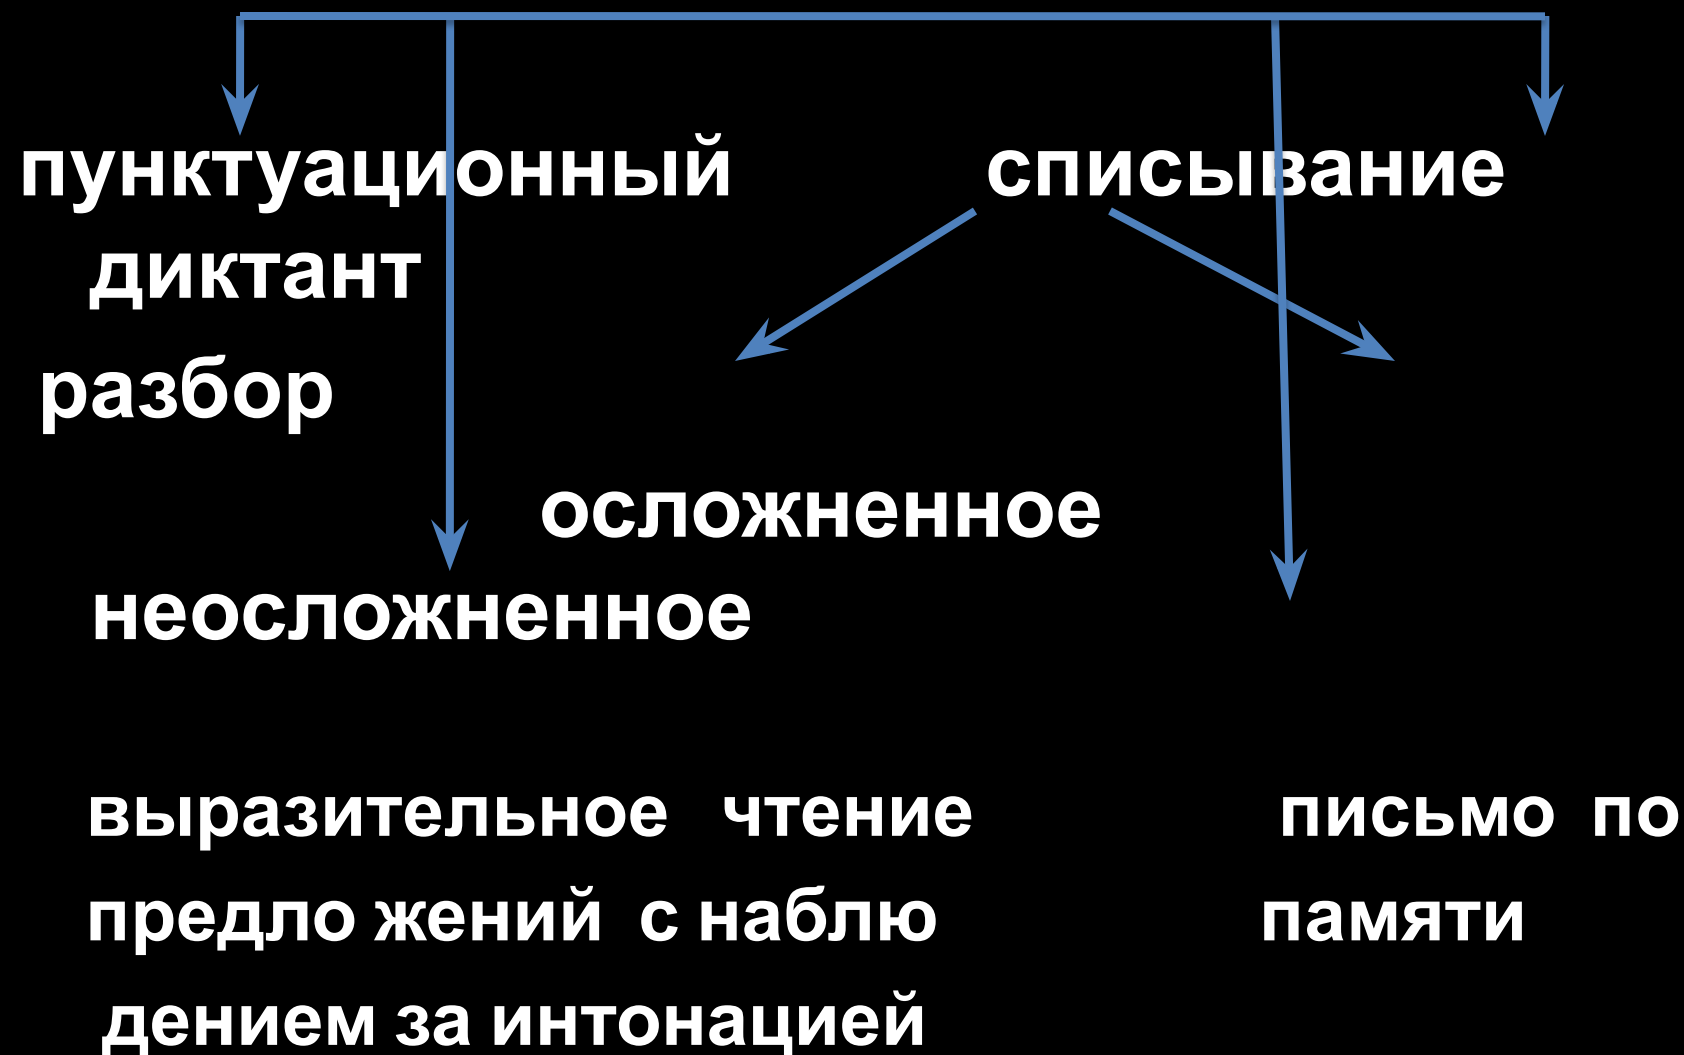 пунктуационный списывание
диктант
разбор
осложненное
неосложненное
выразительное чтение письмо по
предло жений с наблю памяти
дением за интонацией